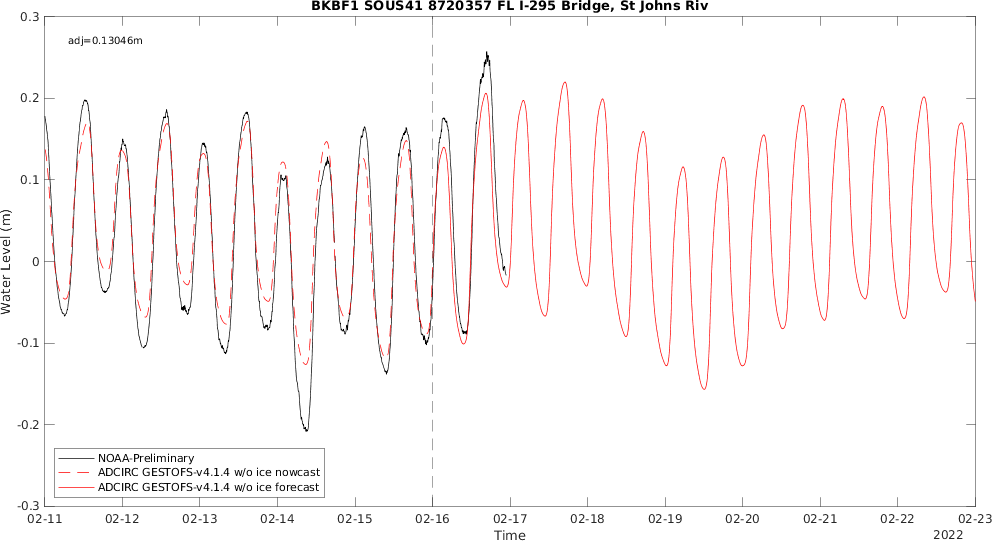 BKBF1 SOUS41 8720357 FL I-295 Bridge, St Johns Riv
adj=0.13046m
0.3
0.2
0.1
0
-0.1
-0.2
-0.3
Water Level (m)
NOAA-Preliminary
ADCIRC GESTOFS-v4.1.4 w/o ice nowcast
ADCIRC GESTOFS-v4.1.4 w/o ice forecast
02-11 02-12 02-13 02-14 02-15 02-16 02-17 02-18 02-19 02-20 02-21 02-22 02-23
Time
2022